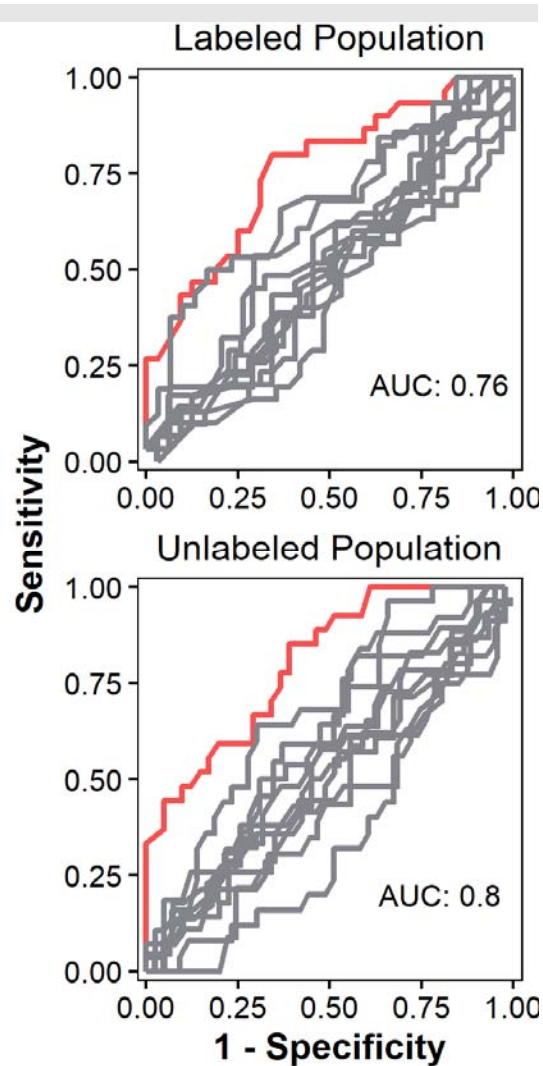 Labeled Population
1.00
0.75
0.50
0.25
0.00
AUC: 0.76
0.00 0.25 0.50 0.75 1.00
Sensitivity
Unlabeled Population
1.00
0.75
0.50
0.25
0.00
AUC: 0.8
0.00 0.25 0.50 0.75 1.00
1 - Specificity